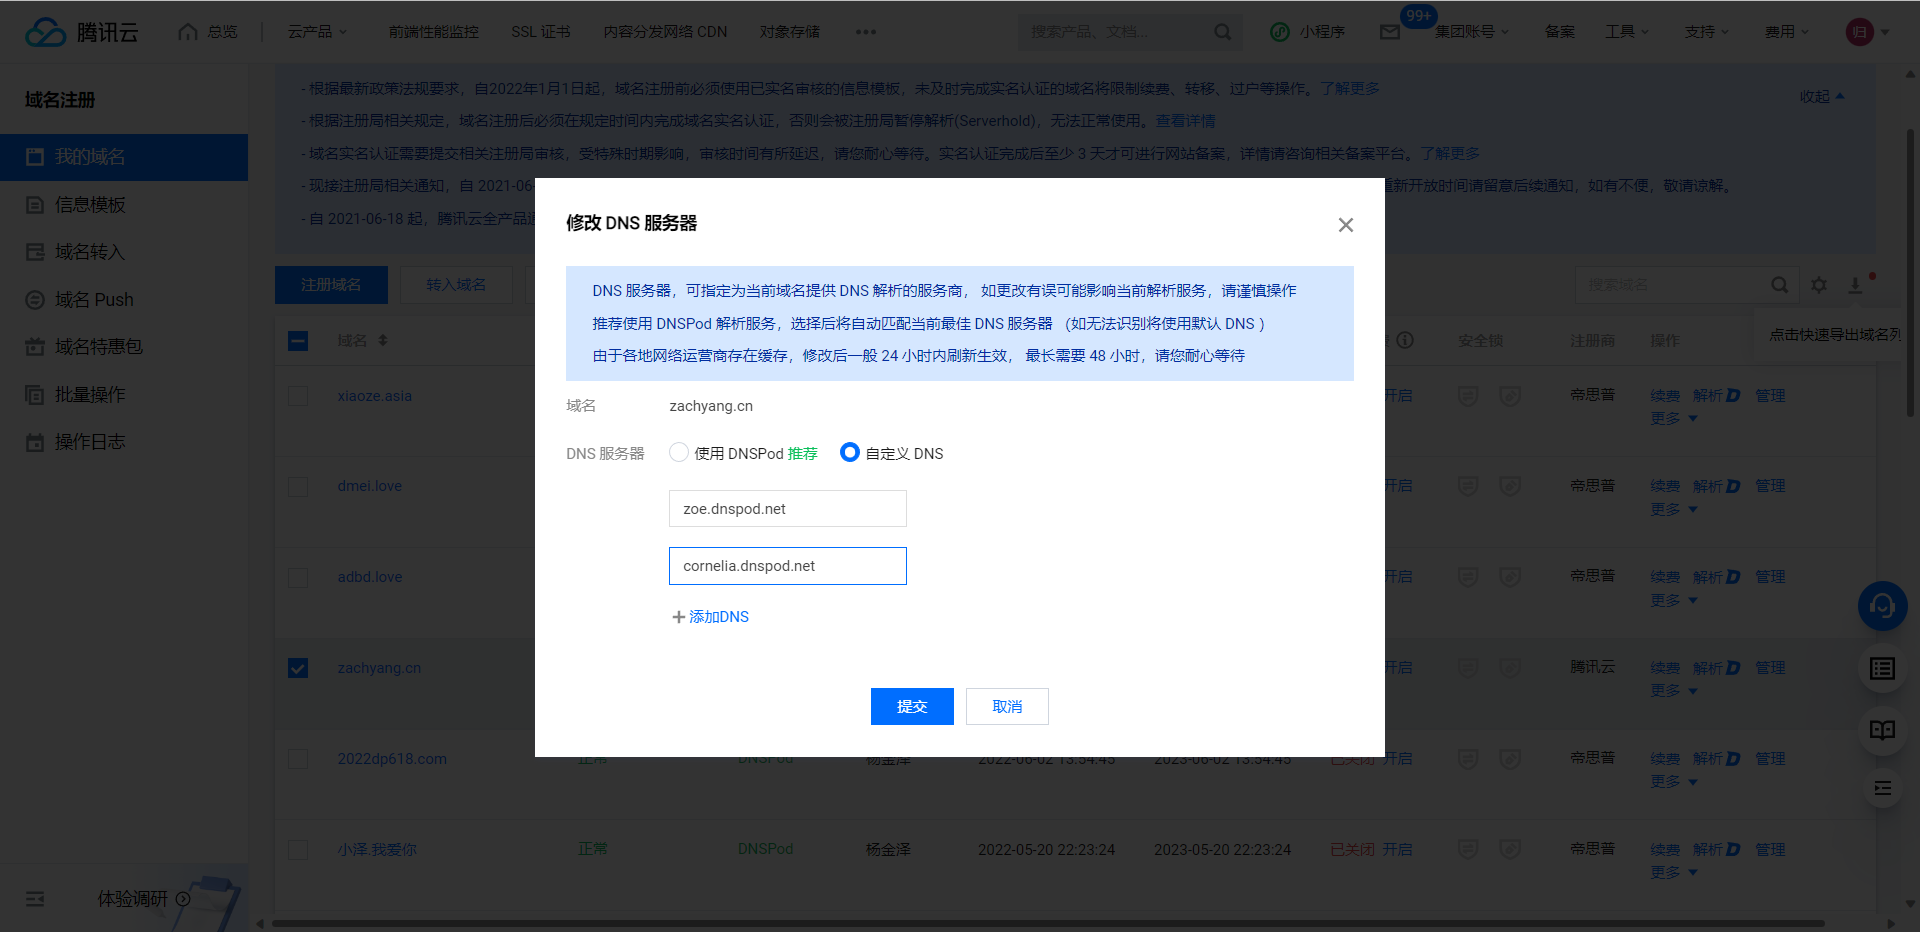 腾讯云
总览
云产品
前端性能监控
SSL 证书
内容分发网络 CDN
对象存储
•••
搜索产品、文档...
小程序
99+
集团账号
备案
工具
支持
费用
归
域名注册
我的域名
信息模板
域名转入
域名 Push
域名特惠包
批量操作
操作日志
体验调研
- 根据最新政策法规要求，自2022年1月1日起，域名注册前必须使用已实名审核的信息模板，未及时完成实名认证的域名将限制续费、转移、过户等操作。了解更多
收起
- 根据注册局相关规定，域名注册后必须在规定时间内完成域名实名认证，否则会被注册局暂停解析(Serverhold)，无法正常使用。查看详情
- 域名实名认证需要提交相关注册局审核，受特殊时期影响，审核时间有所延迟，请您耐心等待。实名认证完成后至少 3 天才可进行网站备案，详情请咨询相关备案平台。了解更多
- 现接注册局相关通知，自 2021-06-
重新开放时间请留意后续通知，如有不便，敬请谅解。
- 自 2021-06-18 起，腾讯云全产品
注册域名
转入域名
搜索域名
点击快速导出域名列
域名
安全锁
注册商
操作
xiaoze.asia
开启
帝思普
续费 解析 管理
更多
dmei.love
开启
帝思普
续费 解析 管理
更多
adbd.love
开启
帝思普
续费 解析 管理
更多
zachyang.cn
开启
腾讯云
续费 解析 管理
更多
2022dp618.com
正常
DNSPod
杨金泽
2022-06-02 13:54:45
2023-06-02 13:54:45
已关闭 开启
帝思普
续费 解析 管理
更多
小泽.我爱你
正常
DNSPod
杨金泽
2022-05-20 22:23:24
2023-05-20 22:23:24
已关闭 开启
帝思普
续费 解析 管理
更多
修改 DNS 服务器
DNS 服务器，可指定为当前域名提供 DNS 解析的服务商， 如更改有误可能影响当前解析服务，请谨慎操作
推荐使用 DNSPod 解析服务，选择后将自动匹配当前最佳 DNS 服务器 （如无法识别将使用默认 DNS ）
由于各地网络运营商存在缓存，修改后一般 24 小时内刷新生效， 最长需要 48 小时，请您耐心等待
域名
zachyang.cn
DNS 服务器
使用 DNSPod 推荐
自定义 DNS
zoe.dnspod.net
cornelia.dnspod.net
添加DNS
提交
取消